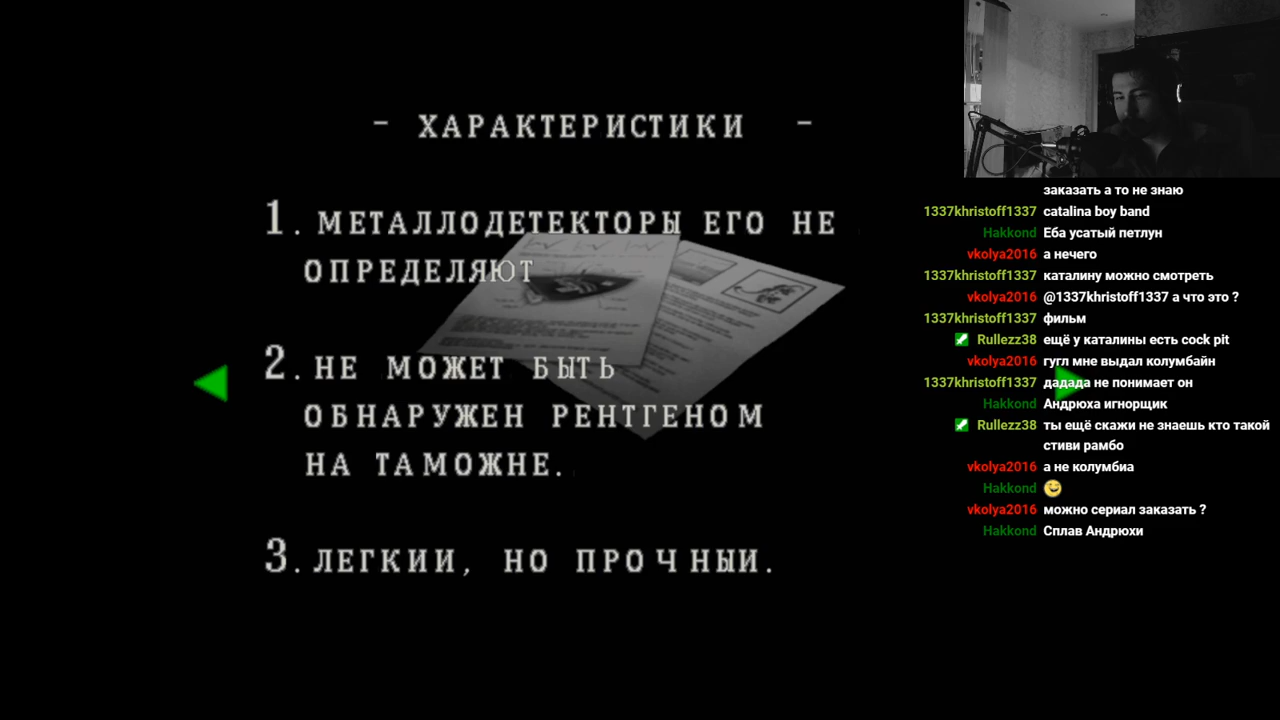 - ХАРАКТЕРИСТИКИ -
1. МЕТАЛЛОДЕТЕКТОРЫ ЕГО НЕ
ОПРЕДЕЛЯЮТ
2. НЕ МОЖЕТ БЫТЬ
ОБНАРУЖЕН РЕНТГЕНОМ
НА ТАМОЖНЕ.
3. ЛЕГКИИ, НО ПРОЧНЫИ.
заказать а то не знаю
1337khristoff1337 catalina boy band
Hakkond Еба усатый петлун
vkolya2016 а нечего
1337khristoff1337 каталину можно смотреть
vkolya2016 @1337khristoff1337 а что это ?
1337khristoff1337 фильм
Rullezz38 ещё у каталины есть cock pit
vkolya2016 гугл мне выдал колумбайн
1337khristoff1337 дадада не понимает он
Hakkond Андрюха игнорщик
Rullezz38 ты ещё скажи не знаешь кто такой
стиви рамбо
vkolya2016 а не колумбиа
Hakkond
vkolya2016 можно сериал заказать ?
Hakkond Сплав Андрюхи